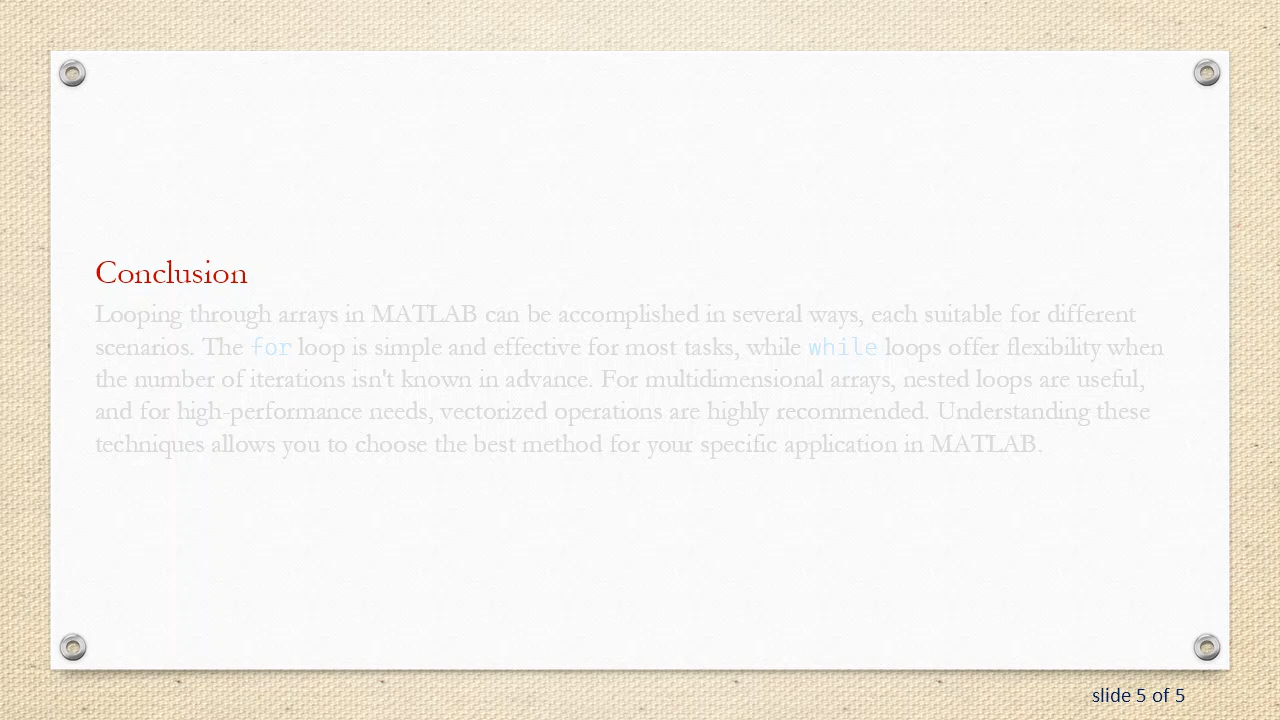 Conclusion
Looping through arrays in MATLAB can be accomplished in several ways, each suitable for different
scenarios. The for loop is simple and effective for most tasks, while while loops offer flexibility when
the number of iterations isn't known in advance. For multidimensional arrays, nested loops are useful,
and for high-performance needs, vectorized operations are highly recommended. Understanding these
techniques allows you to choose the best method for your specific application in MATLAB.
slide 5 of 5